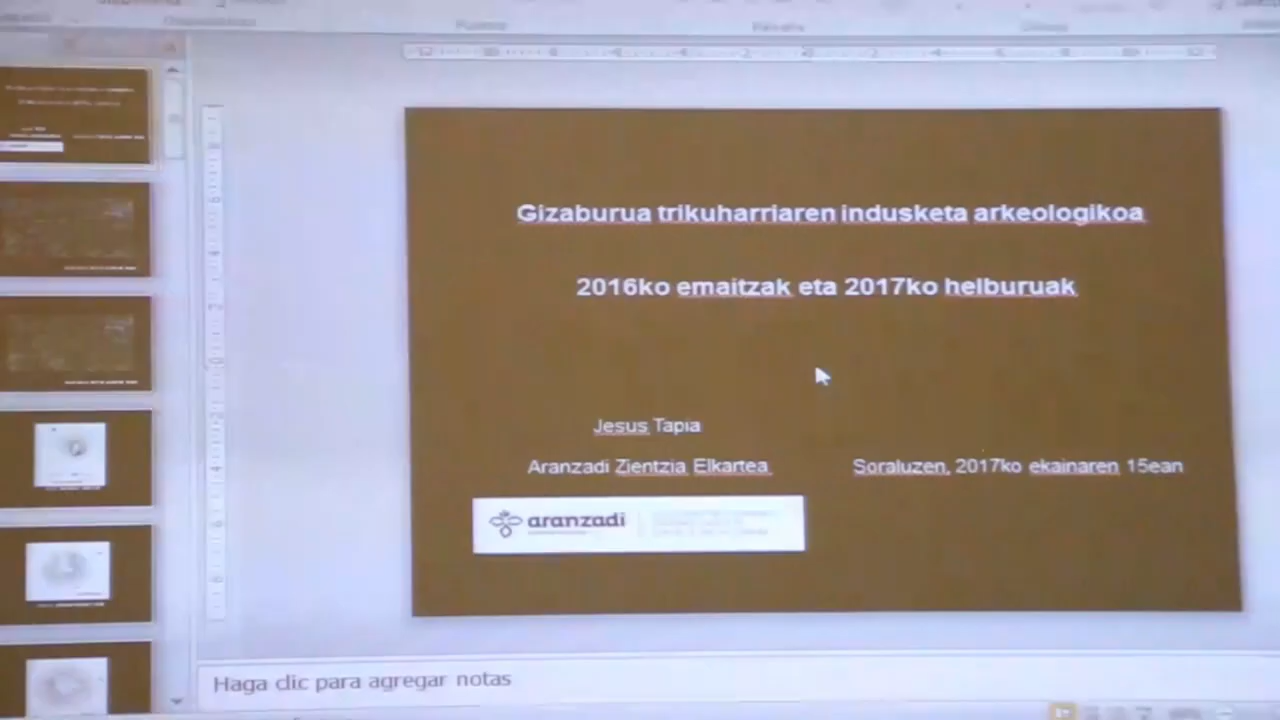 Gizaburua trikuharriaren indusketa arkeologikoa
2016ko emaitzak eta 2017ko helburuak
Jesus Tapia
Aranzadi Zientzia Elkartea
Soraluzen, 2017ko ekainaren 15ean
aranzadi
Haga clic para agregar notas